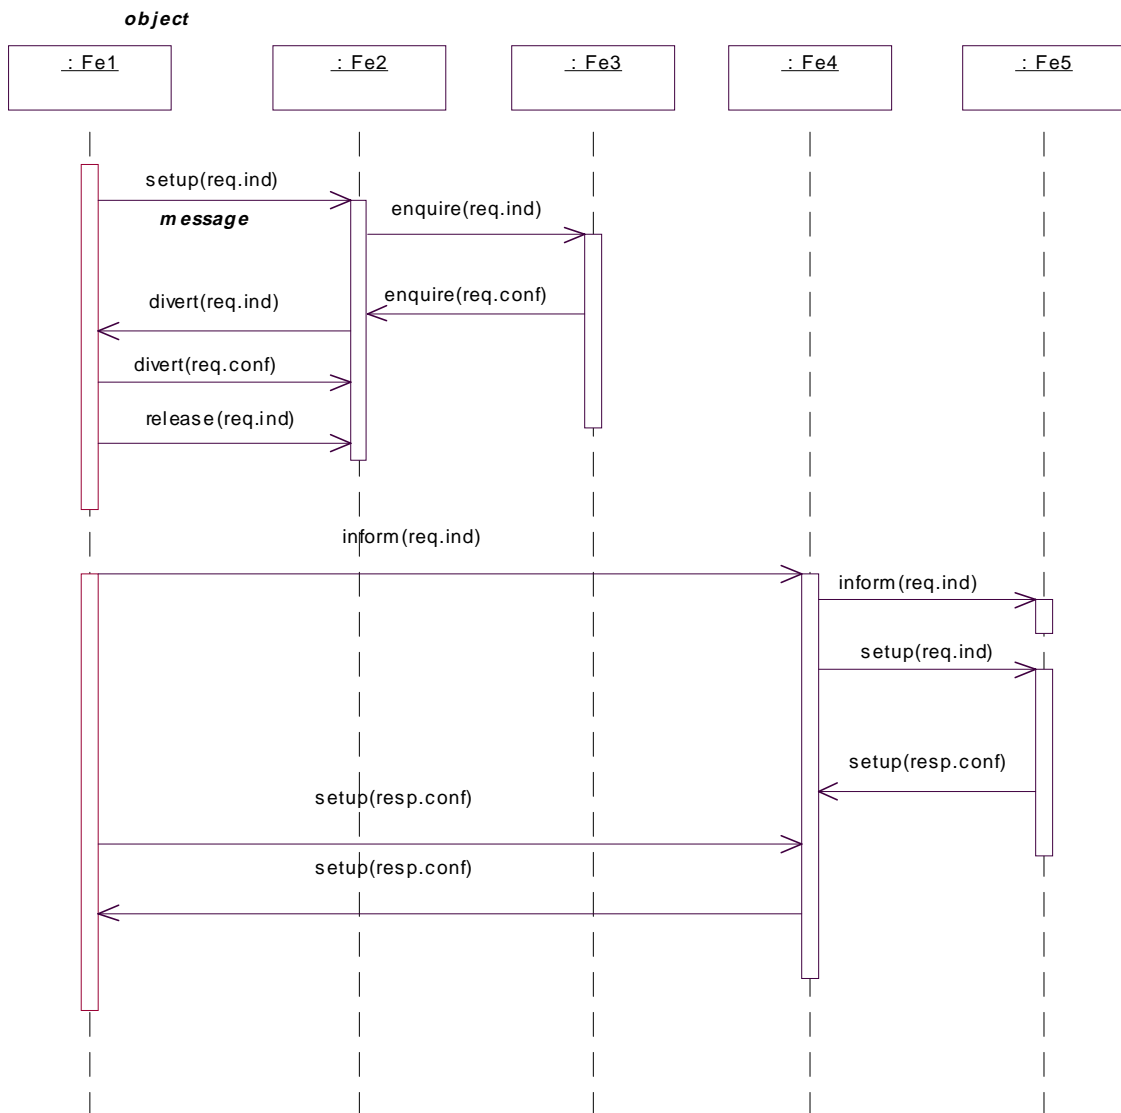 object
: Fe1
: Fe2
: Fe3
: Fe4
: Fe5
setup(req.ind)
message
enquire(req.ind)
enquire(req.conf)
divert(req.ind)
divert(req.conf)
release(req.ind)
inform(req.ind)
inform(req.ind)
setup(req.ind)
setup(resp.conf)
setup(resp.conf)
setup(resp.conf)